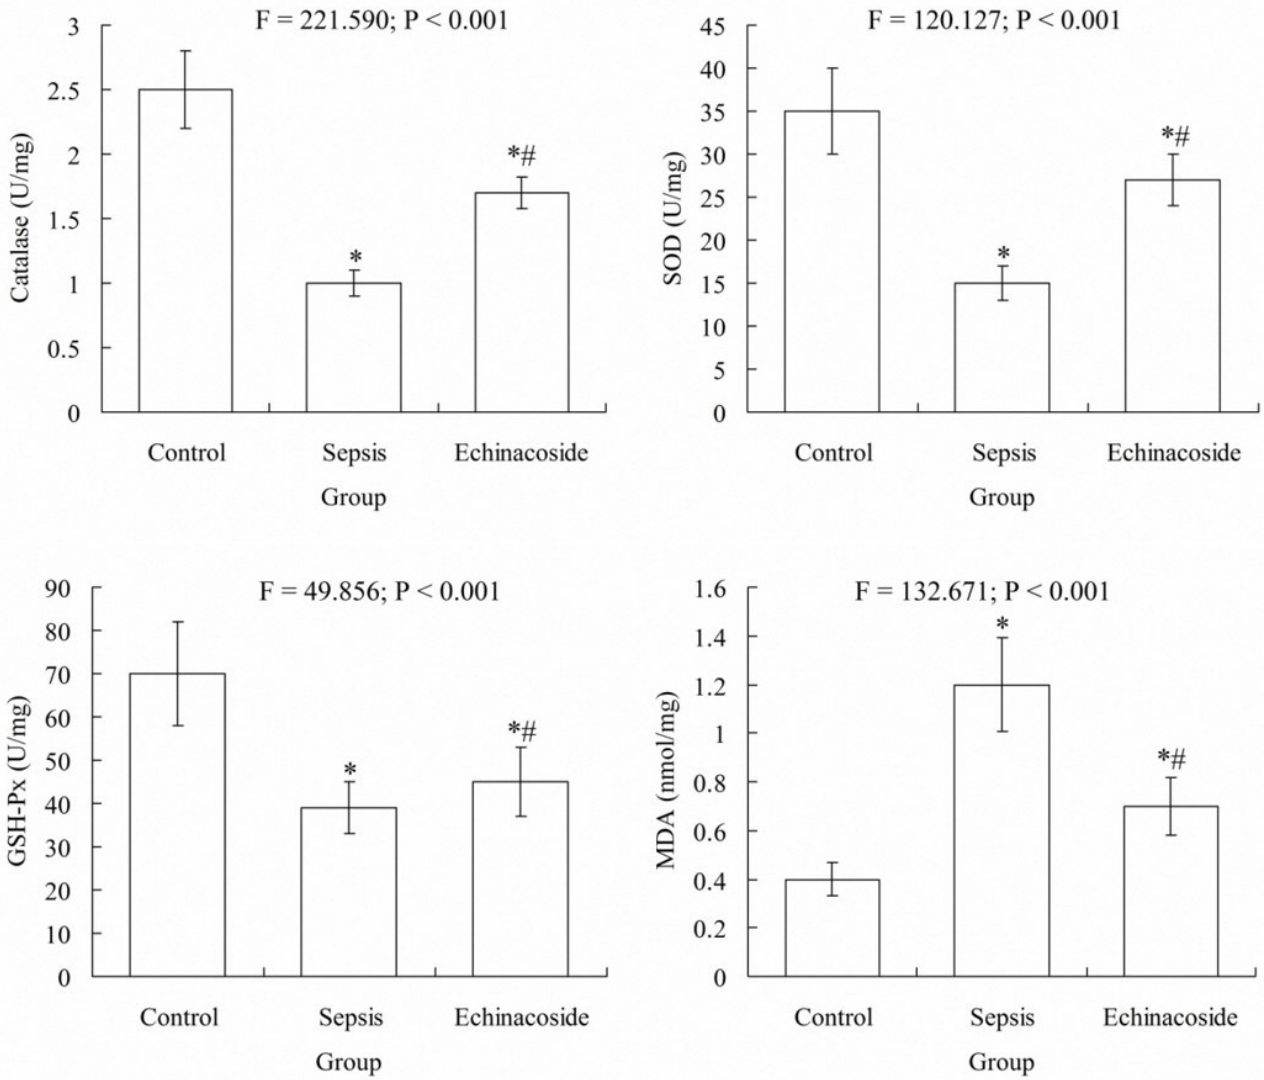 F = 221.590; P < 0.001
Catalase (U/mg)
3
2.5
2
1.5
1
0.5
0
*
*#
Control Sepsis Echinacoside
Group
F = 120.127; P < 0.001
SOD (U/mg)
45
40
35
30
25
20
15
10
5
0
*
*#
Control Sepsis Echinacoside
Group
F = 49.856; P < 0.001
GSH-Px (U/mg)
90
80
70
60
50
40
30
20
10
0
*
*#
Control Sepsis Echinacoside
Group
F = 132.671; P < 0.001
MDA (nmol/mg)
1.6
1.4
1.2
1
0.8
0.6
0.4
0.2
0
*
*#
Control Sepsis Echinacoside
Group